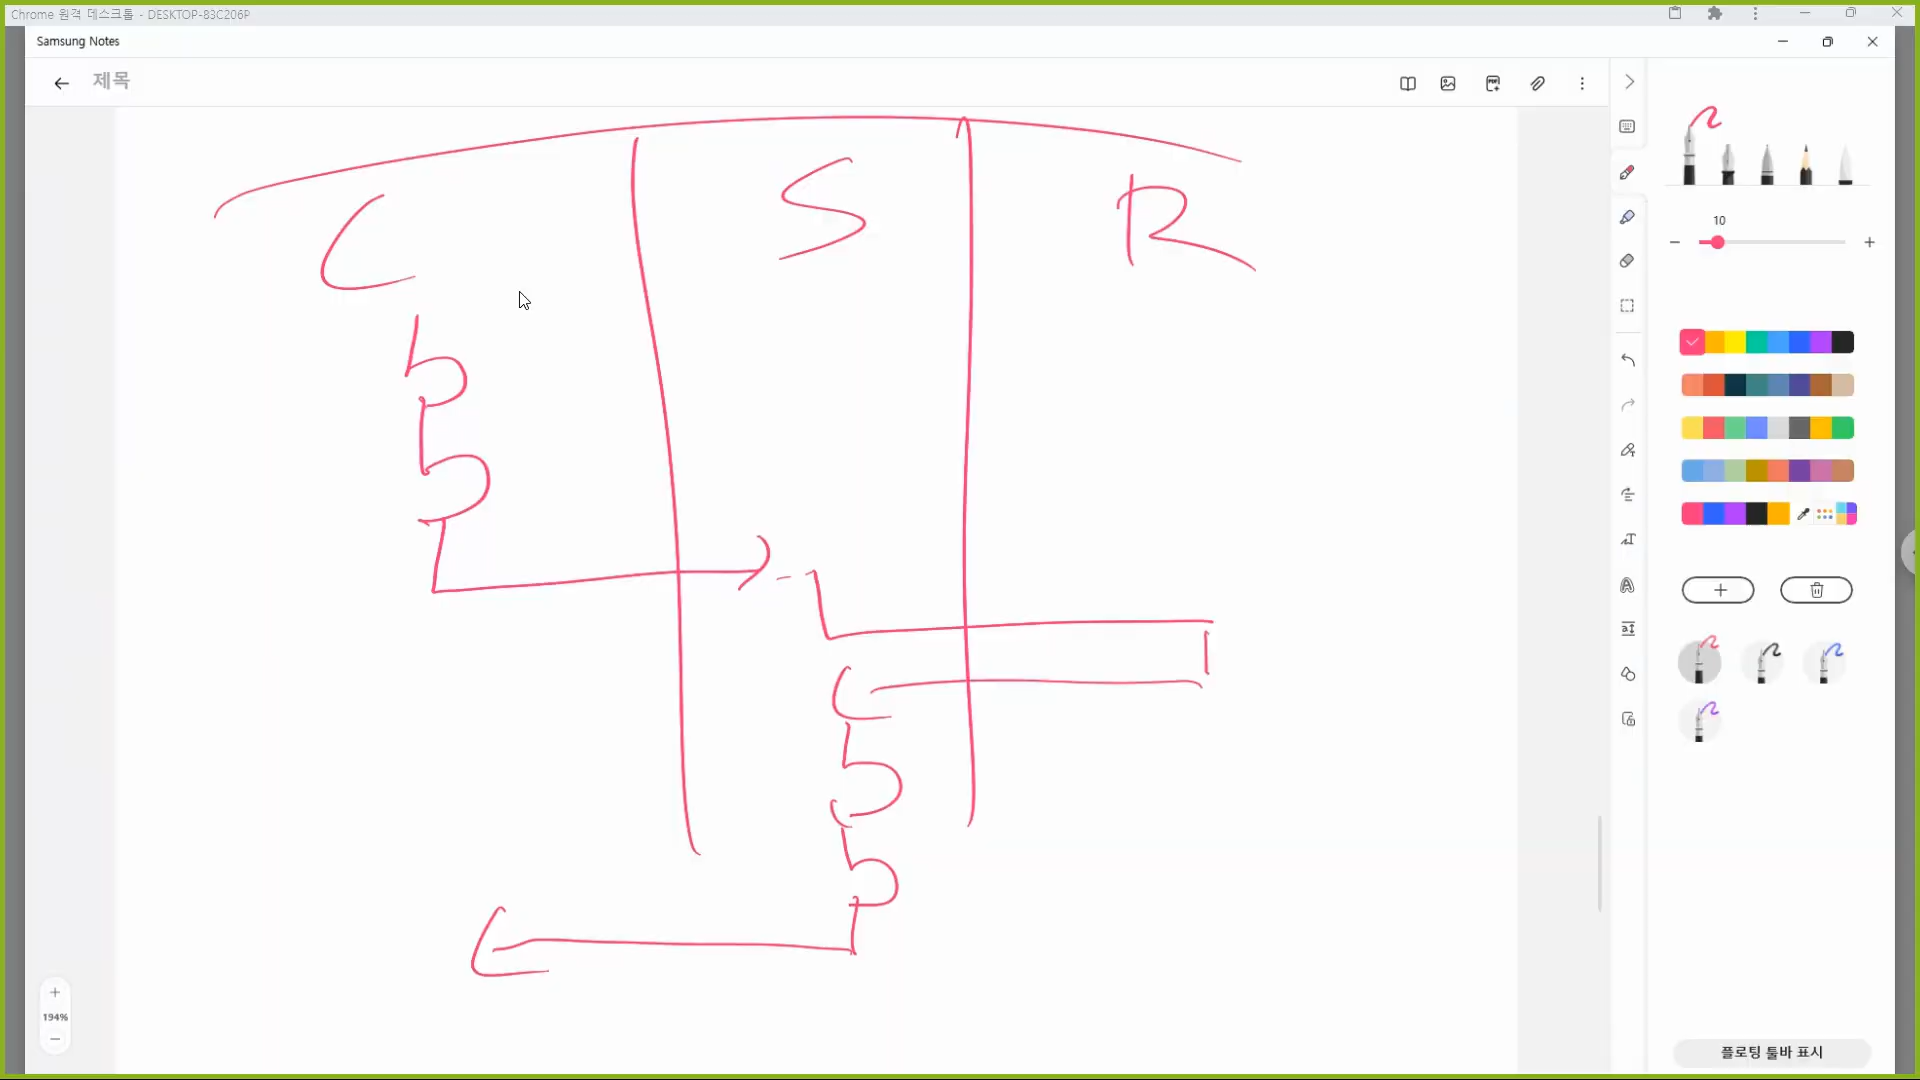 Chrome 원격 데스크톱 - DESKTOP-83C206P
Samsung Notes
제목
C
S
R
10
194%
플로팅 툴바 표시